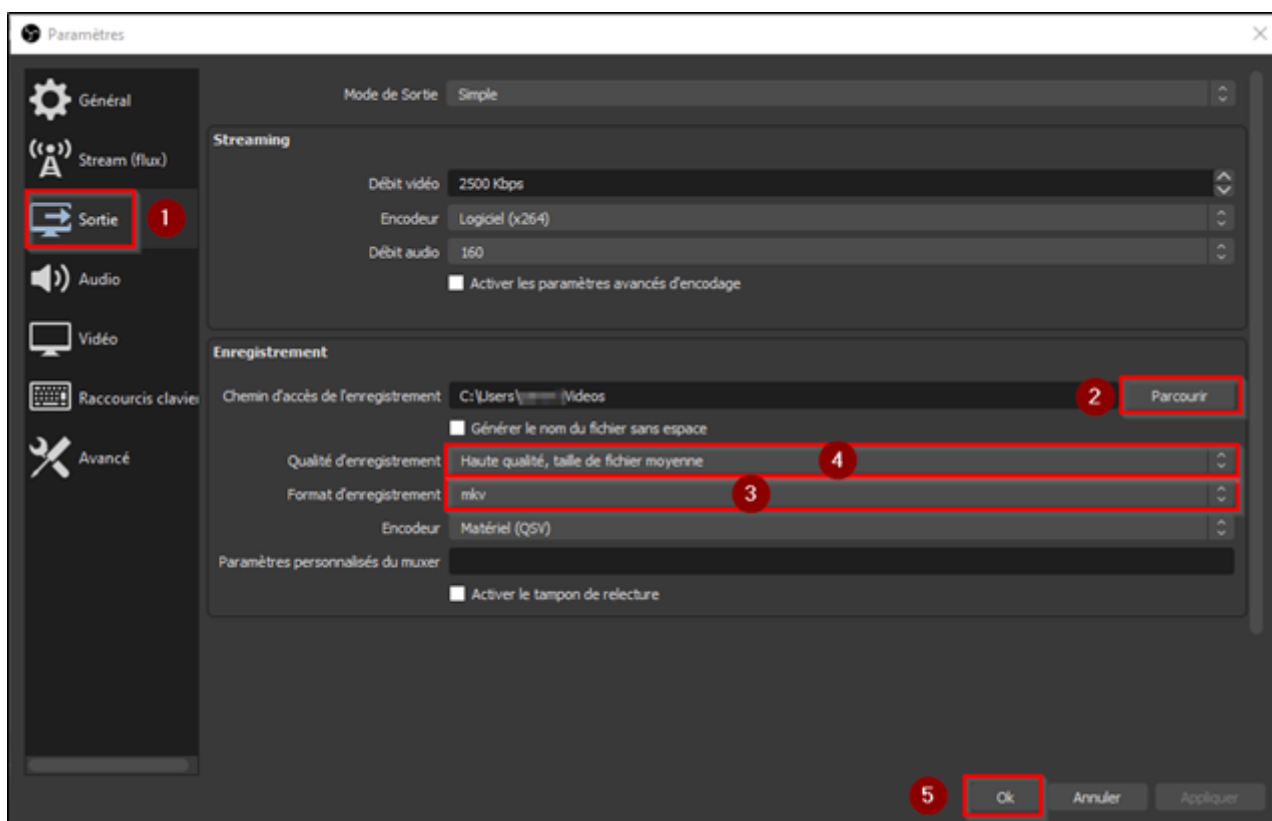 Paramètres
Général
Stream (flux)
Sortie 1
Audio
Vidéo
Raccourcis clavie
Avancé
Mode de Sortie Simple
Streaming
Débit vidéo 2500 Kbps
Encodeur Logiciel (x264)
Débit audio 160
Activer les paramètres avancés d'encodage
Enregistrement
Chemin d'accès de l'enregistrement C:\Users\ \Videos 2 Parcourir
Générer le nom du fichier sans espace
Qualité d'enregistrement Haute qualité, taille de fichier moyenne 4
Format d'enregistrement mkv 3
Encodeur Matériel (QSV)
Paramètres personnalisés du muxer
Activer le tampon de relecture
5 Ok Annuler Appliquer